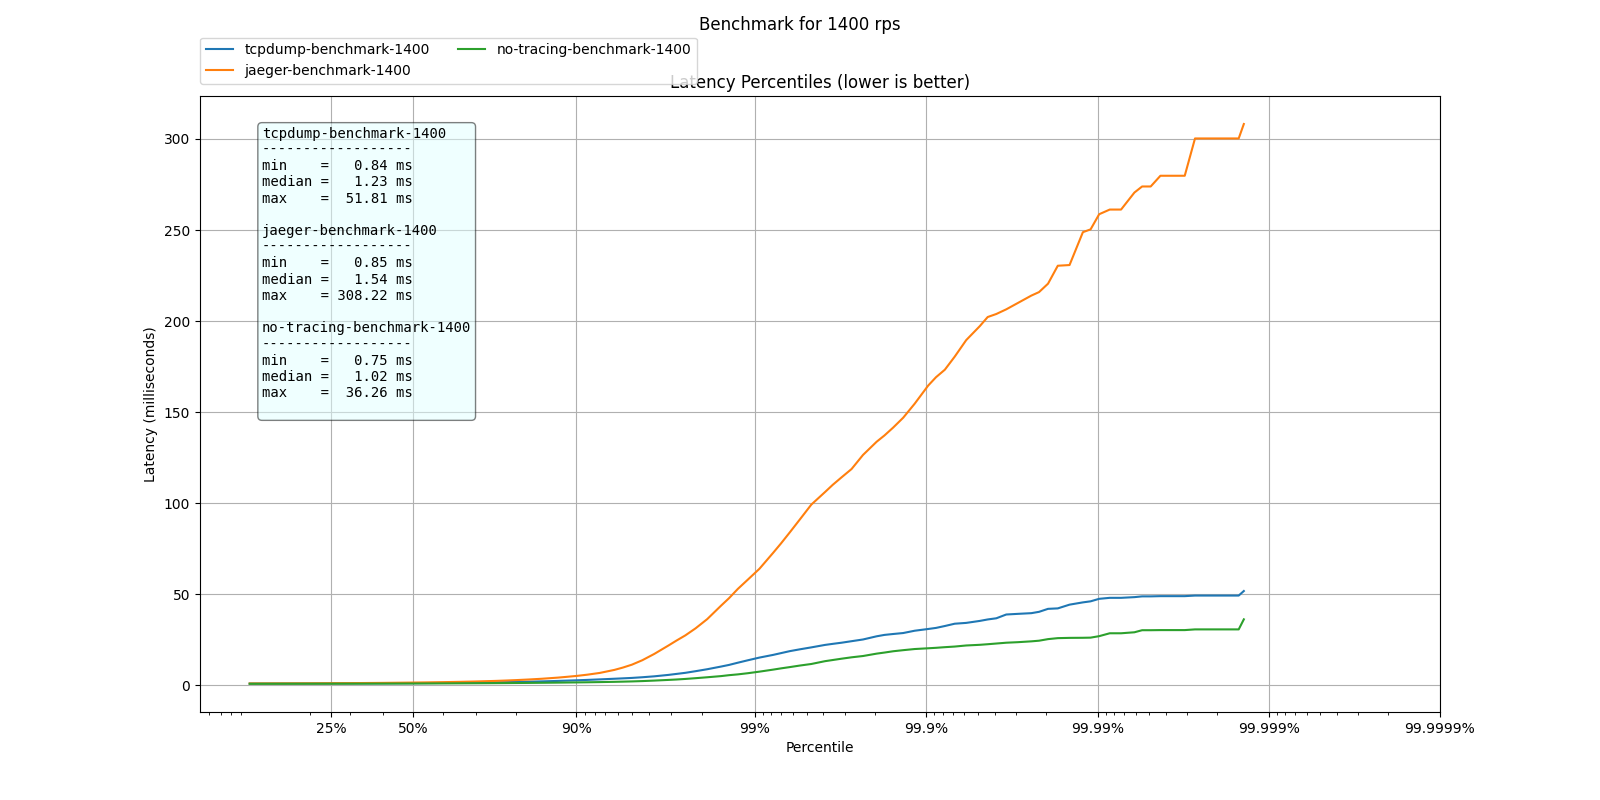 Benchmark for 1400 rps
tcpdump-benchmark-1400
no-tracing-benchmark-1400
jaeger-benchmark-1400
Latency Percentiles (lower is better)
300
250
200
150
100
50
0
Latency (milliseconds)
tcpdump-benchmark-1400
------------------
min    =   0.84 ms
median =   1.23 ms
max    =  51.81 ms
jaeger-benchmark-1400
------------------
min    =   0.85 ms
median =   1.54 ms
max    = 308.22 ms
no-tracing-benchmark-1400
------------------
min    =   0.75 ms
median =   1.02 ms
max    =  36.26 ms
25% 50% 90% 99% 99.9% 99.99% 99.999% 99.9999%
Percentile